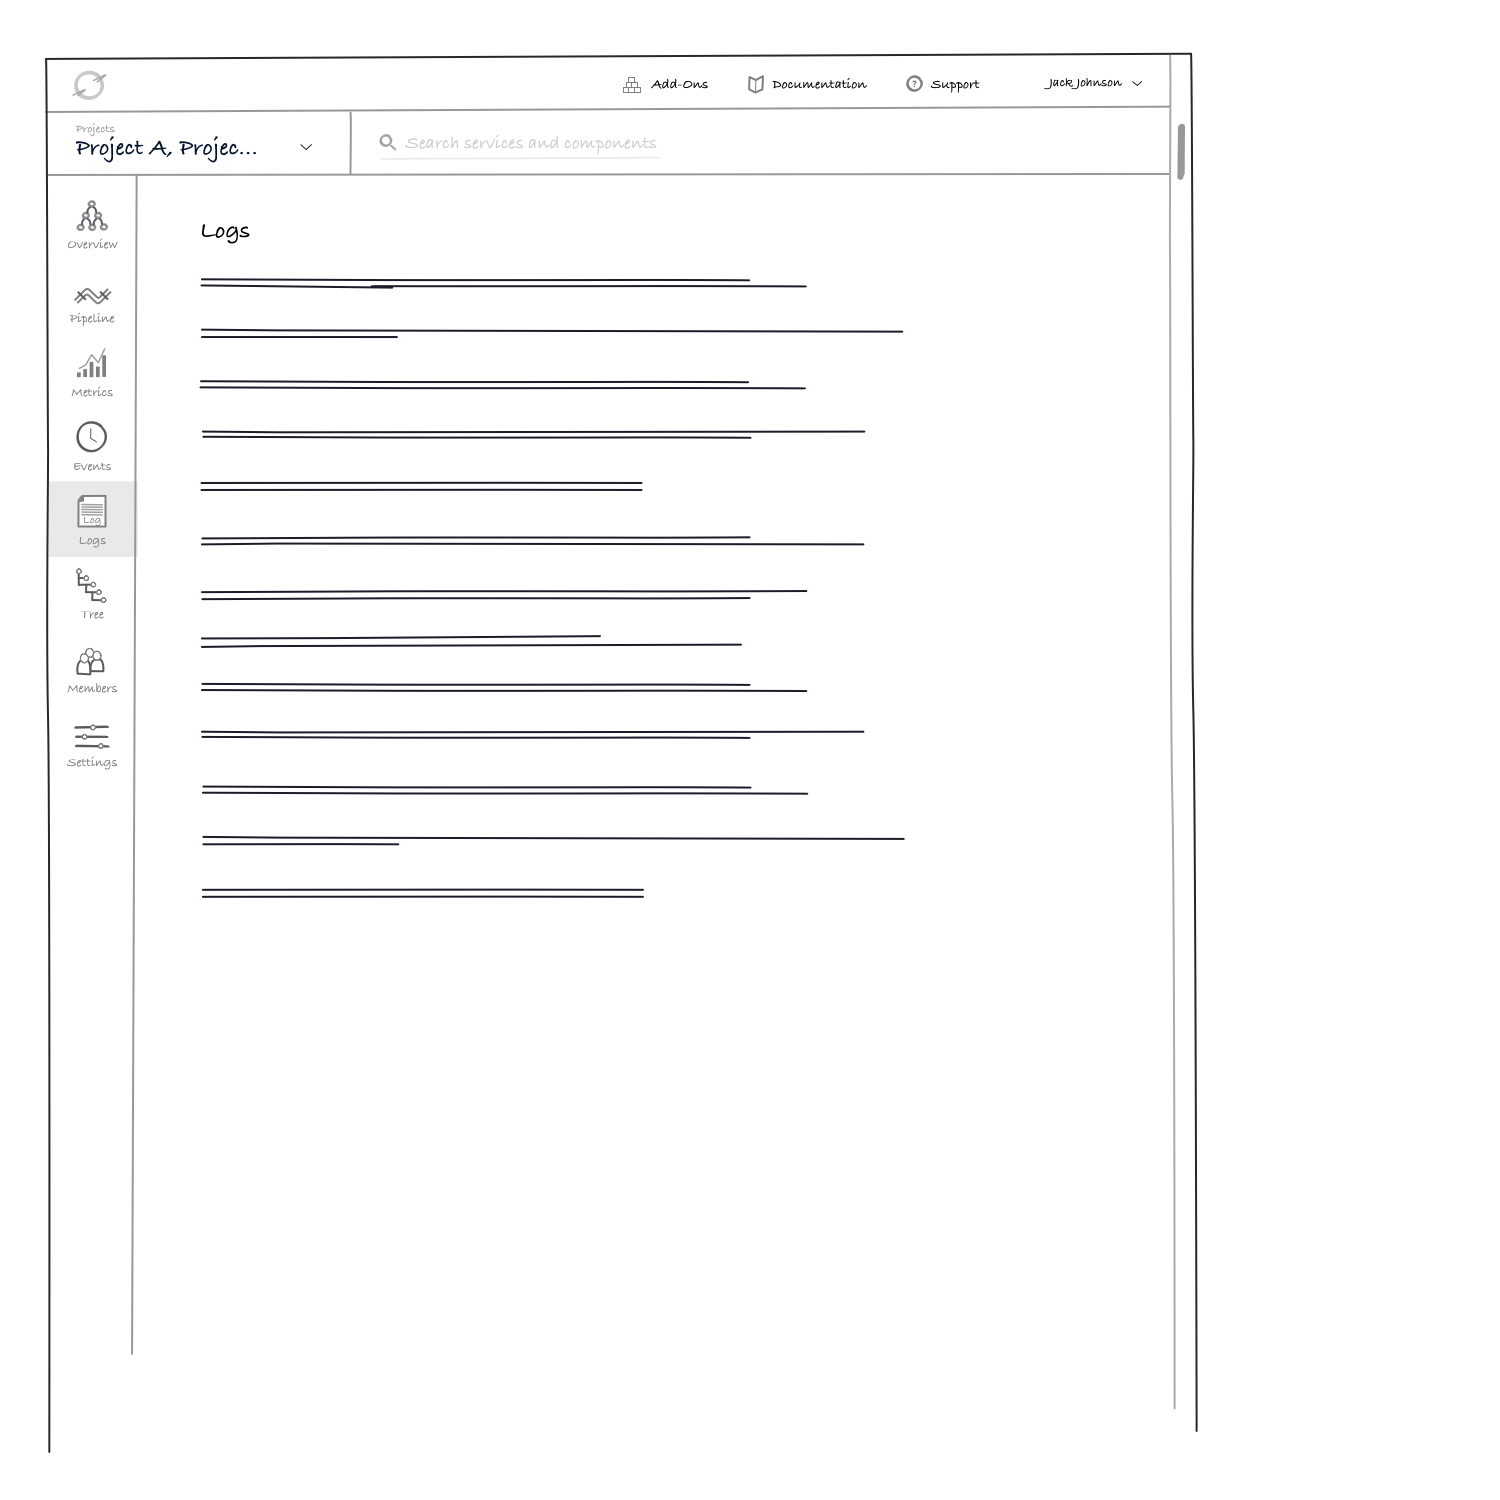 Add-Ons
Documentation
? Support
Jack Johnson
Projects
Project A, Projec...
Search services and components
Overview
Pipeline
Metrics
Events
Log
Logs
Tree
Members
Settings
Logs